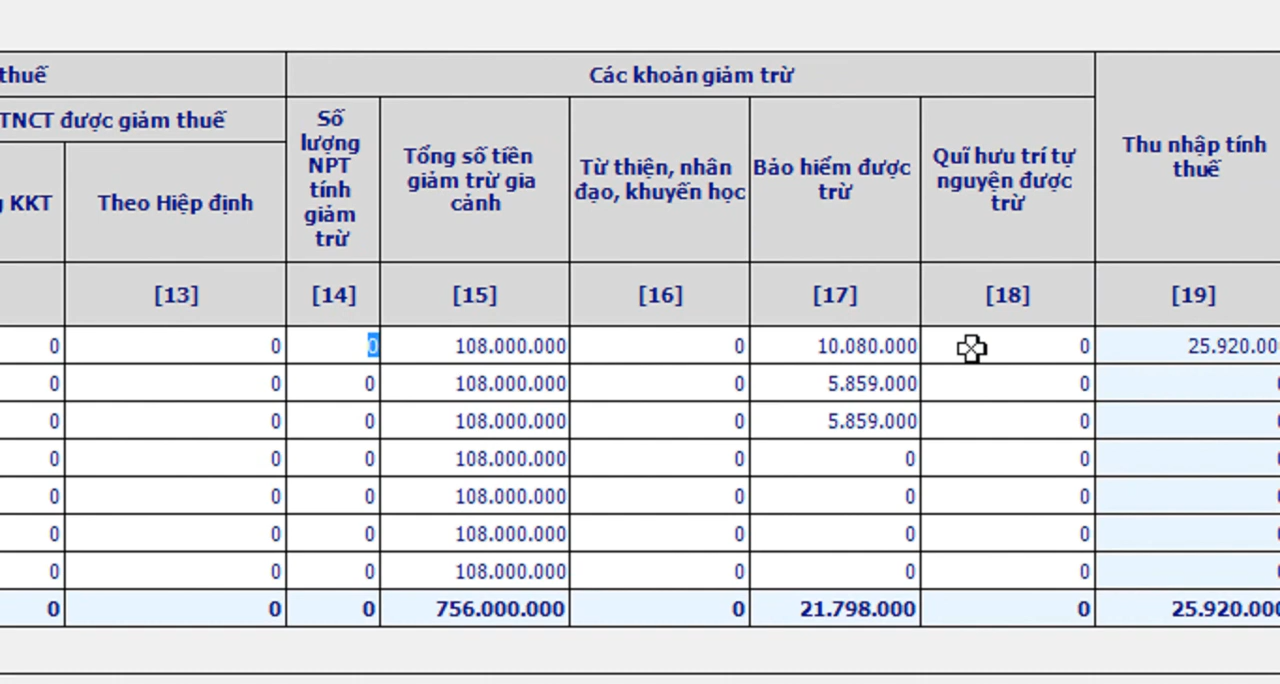 thuế
Các khoản giảm trừ
TNCT được giảm thuế
Số
lượng
NPT
tính
giảm
trừ
Tổng số tiền
giảm trừ gia
cảnh
Từ thiện, nhân
đạo, khuyến học
Bảo hiểm được
trừ
Quĩ hưu trí tự
nguyện được
trừ
Thu nhập tính
thuế
KKT
Theo Hiệp định
[13] [14] [15] [16] [17] [18] [19]
0 0 0 108.000.000 0 10.080.000 0 25.920.00
0 0 0 108.000.000 0 5.859.000 0 0
0 0 0 108.000.000 0 5.859.000 0 0
0 0 0 108.000.000 0 0 0 0
0 0 0 108.000.000 0 0 0 0
0 0 0 108.000.000 0 0 0 0
0 0 0 108.000.000 0 0 0 0
0 0 0 756.000.000 0 21.798.000 0 25.920.000